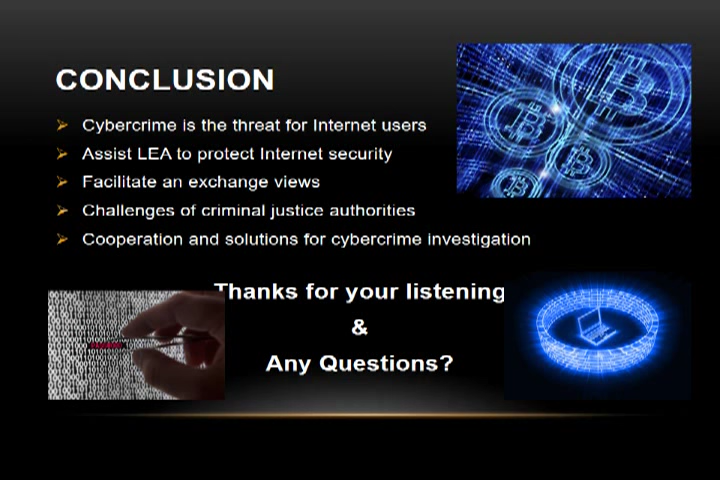 CONCLUSION
Cybercrime is the threat for Internet users
Assist LEA to protect Internet security
Facilitate an exchange views
Challenges of criminal justice authorities
Cooperation and solutions for cybercrime investigation
Thanks for your listening
&
Any Questions?